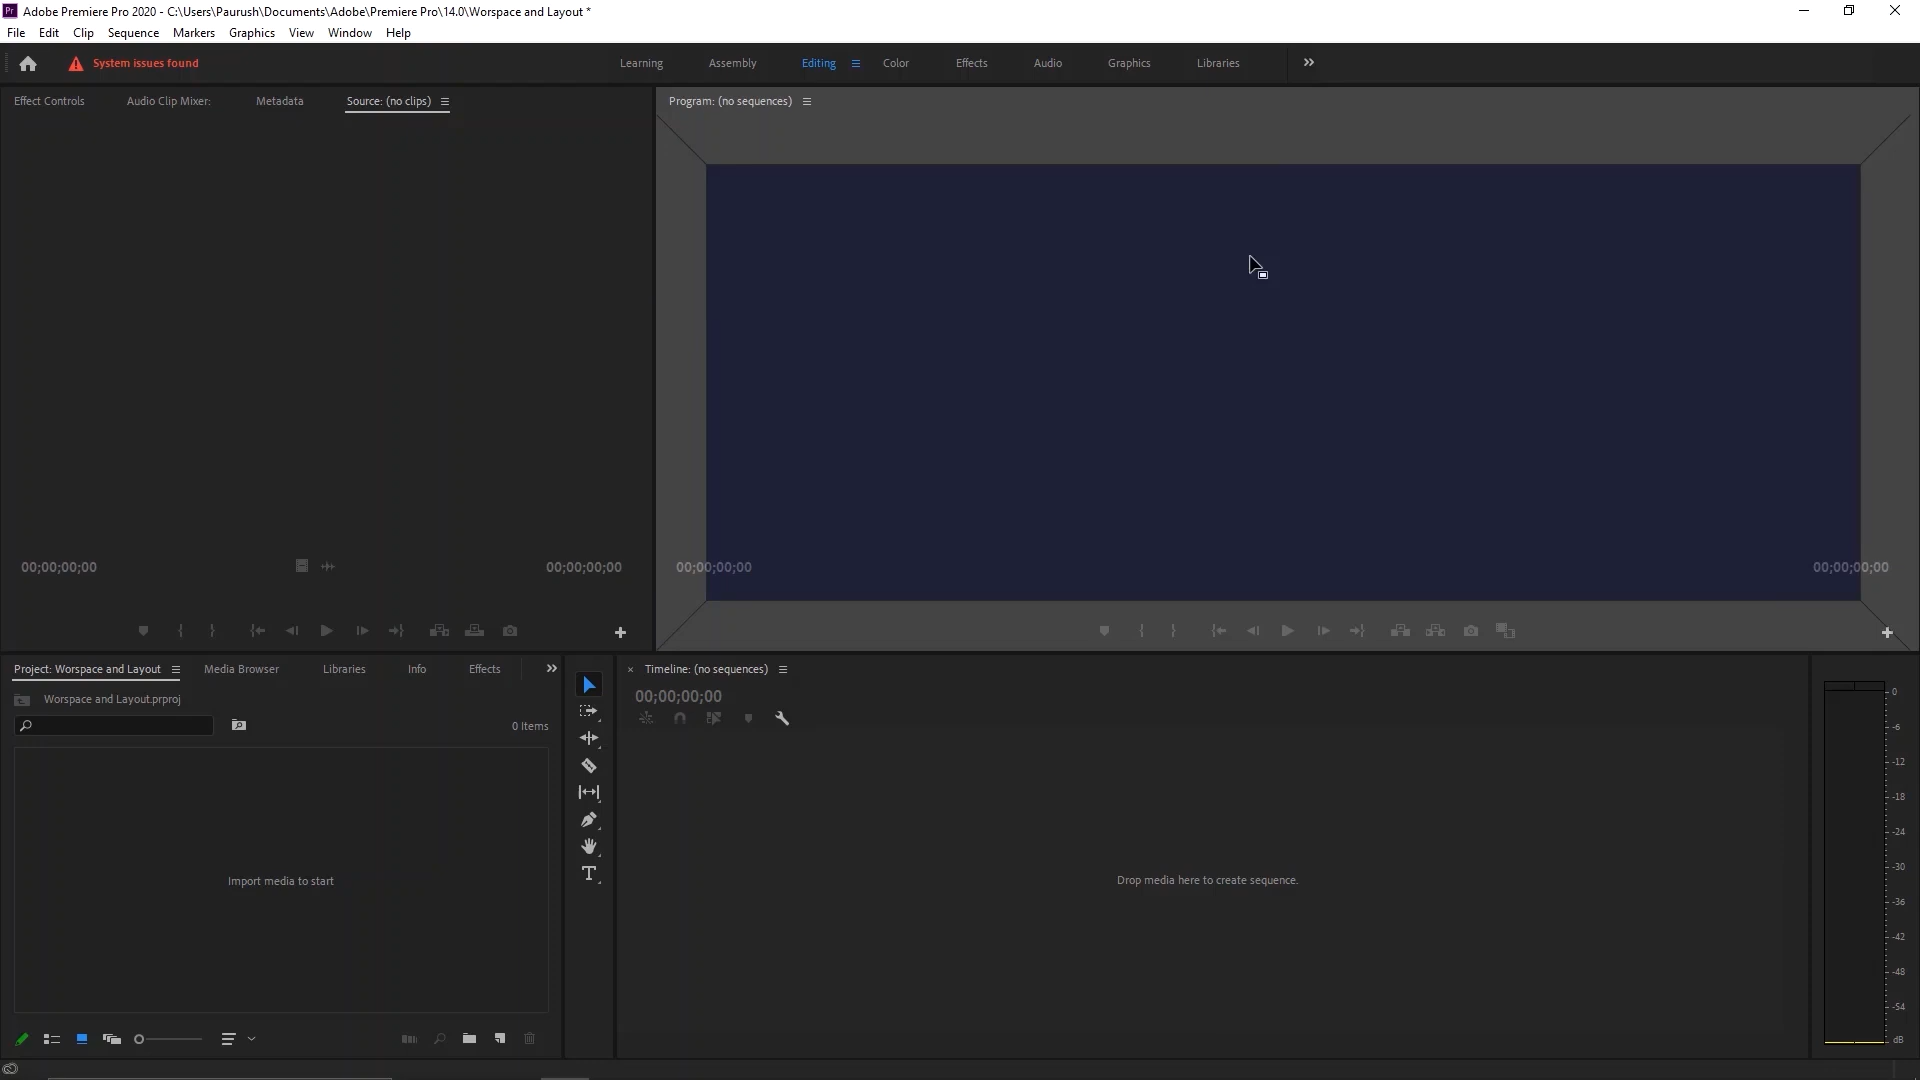 Pr Adobe Premiere Pro 2020 - C:\Users\Paurush\Documents\Adobe\Premiere Pro\14.0\Worspace and Layout *
File Edit Clip Sequence Markers Graphics View Window Help
System issues found Learning Assembly Editing Color Effects Audio Graphics Libraries
Effect Controls Audio Clip Mixer: Metadata Source: (no clips)
Program: (no sequences)
00;00;00;00 00;00;00;00
00;00;00;00 00;00;00;00
Project: Worspace and Layout Media Browser Libraries Info Effects
Worspace and Layout.prproj
0 Items
Import media to start
T
Timeline: (no sequences)
00;00;00;00
Drop media here to create sequence.
0
-6
-12
-18
-24
-30
-36
-42
-48
-54
dB